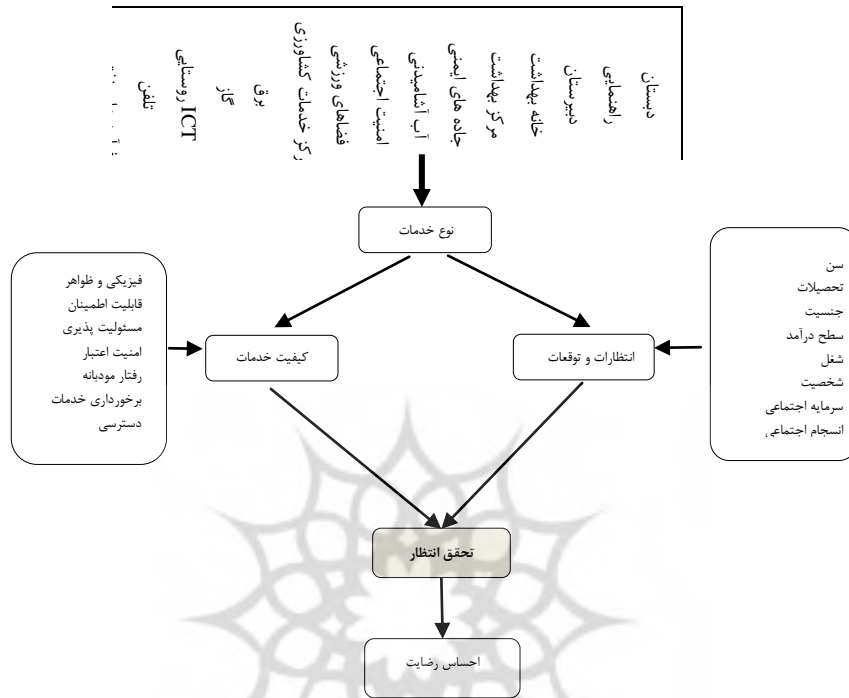 دبستان
راهنمایی
دبیرستان
خانه بهداشت
مرکز بهداشت
جاده های ایمنی
آب آشامیدنی
امنیت اجتماعی
فضاهای ورزشی
رکز خدمات کشاورزی
برق
گاز
ICT روستایی
تلفن
نوع خدمات
سن
تحصیلات
جنسیت
سطح درآمد
شغل
شخصیت
سرمایه اجتماعی
انسجام اجتماعی
انتظارات و توقعات
کیفیت خدمات
فیزیکی و ظواهر
قابلیت اطمینان
مسئولیت پذیری
امنیت اعتبار
رفتار مودبانه
برخورداری خدمات
دسترسی
تحقق انتظار
احساس رضایت